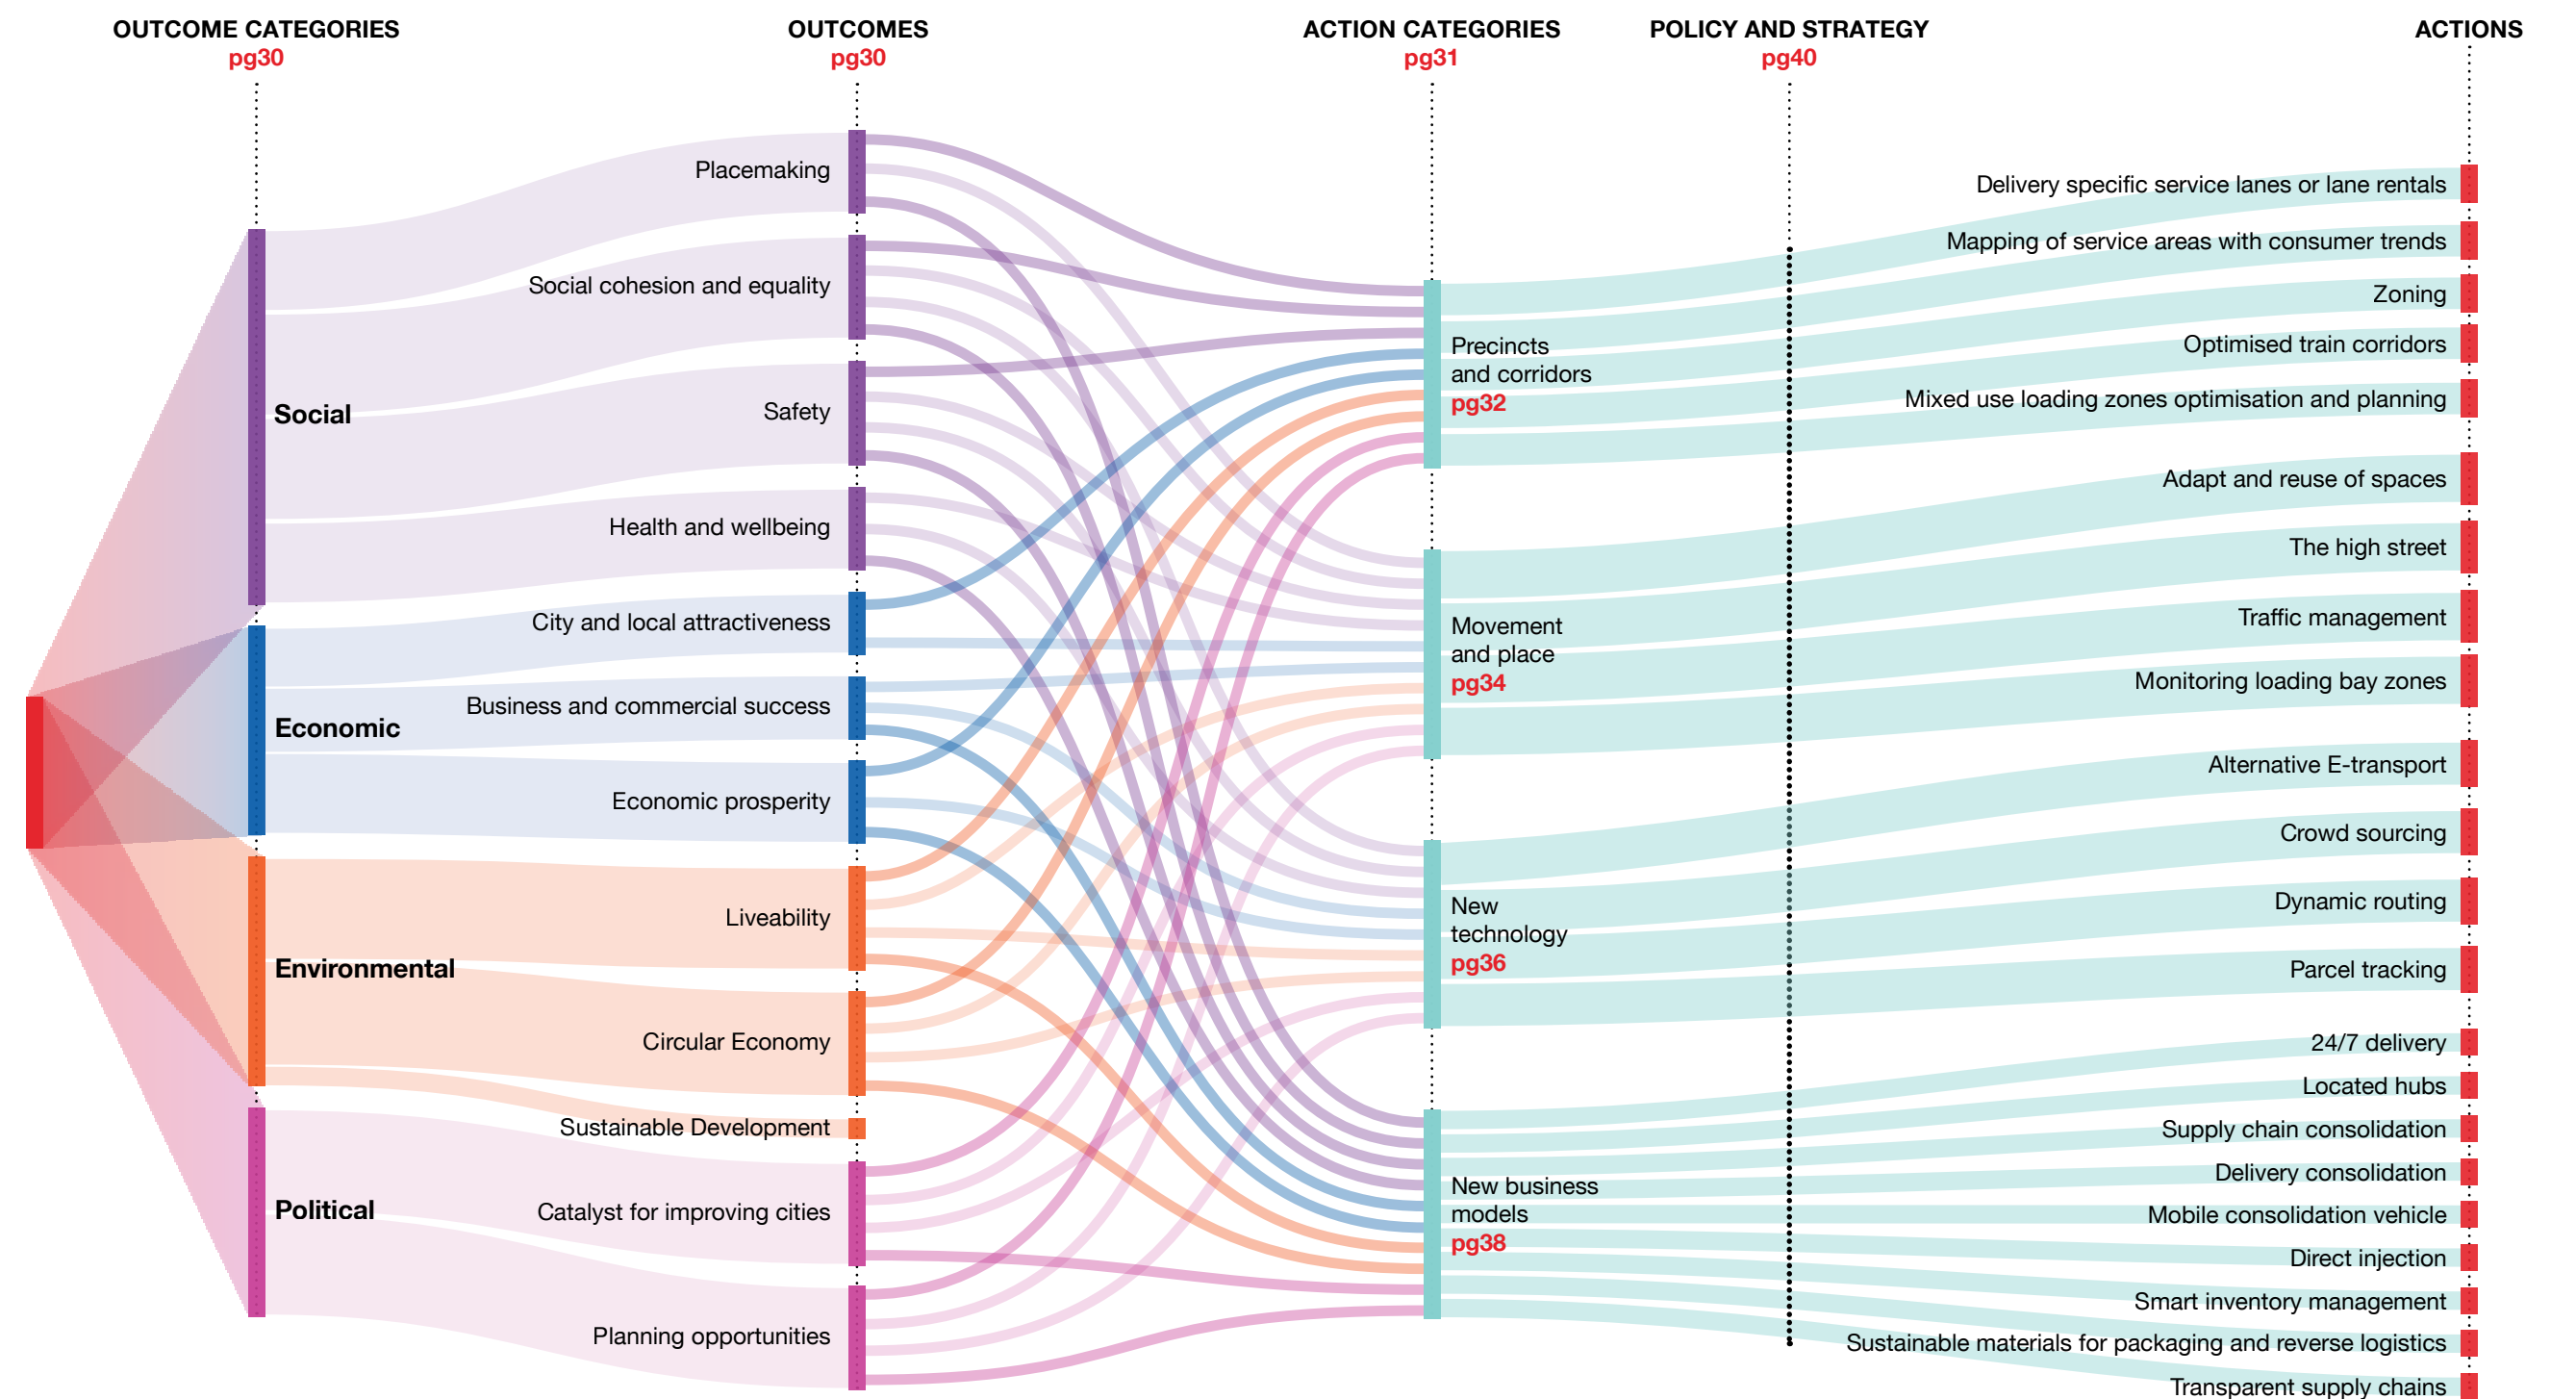 OUTCOME CATEGORIES
pg30
OUTCOMES
pg30
ACTION CATEGORIES
pg31
POLICY AND STRATEGY
pg40
ACTIONS
Social
Economic
Environmental
Political
Placemaking
Social cohesion and equality
Safety
Health and wellbeing
City and local attractiveness
Business and commercial success
Economic prosperity
Liveability
Circular Economy
Sustainable Development
Catalyst for improving cities
Planning opportunities
Precincts
and corridors
pg32
Movement
and place
pg34
New
technology
pg36
New business
models
pg38
Delivery specific service lanes or lane rentals
Mapping of service areas with consumer trends
Zoning
Optimised train corridors
Mixed use loading zones optimisation and planning
Adapt and reuse of spaces
The high street
Traffic management
Monitoring loading bay zones
Alternative E-transport
Crowd sourcing
Dynamic routing
Parcel tracking
24/7 delivery
Located hubs
Supply chain consolidation
Delivery consolidation
Mobile consolidation vehicle
Direct injection
Smart inventory management
Sustainable materials for packaging and reverse logistics
Transparent supply chains